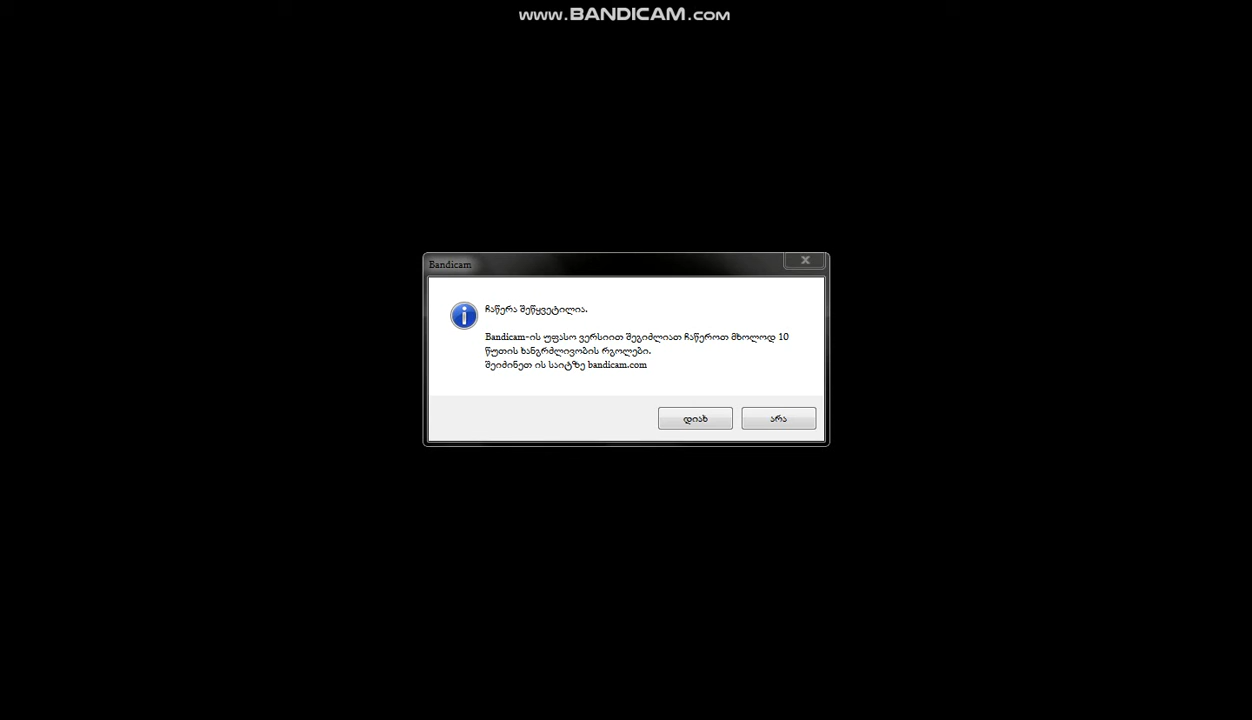 www.BANDICAM.com
Bandicam
ჩაწერა შეწყვეტილია.
Bandicam-ის უფასო ვერსიით შეგიძლიათ ჩაწეროთ მხოლოდ 10
წუთის ხანგრძლივობის რგოლები.
შეიძინეთ ის საიტზე bandicam.com
დიახ
არა